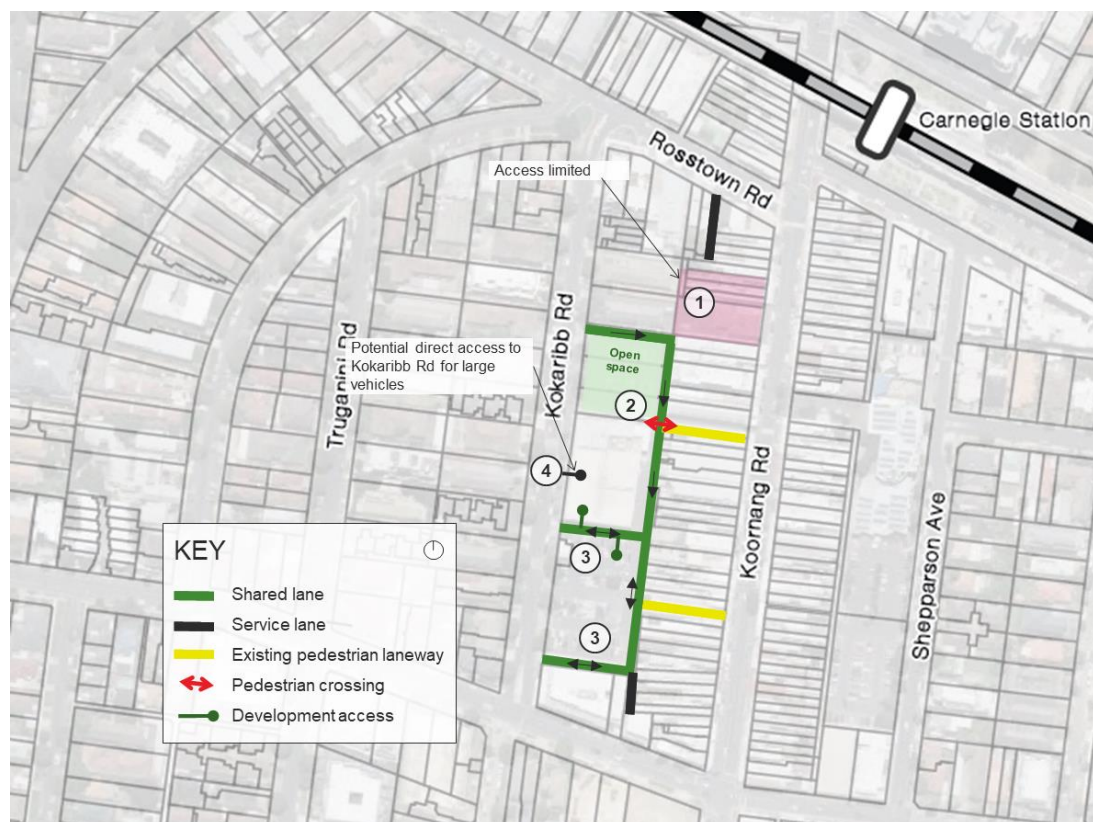 Carnegie Station
Rosstown Rd
Access limited
1
Kokaribb Rd
Truganini Rd
Potential direct access to
Kokaribb Rd for large
vehicles
Open
space
2
4
3
3
Koornang Rd
Shepparson Ave
KEY
Shared lane
Service lane
Existing pedestrian laneway
Pedestrian crossing
Development access